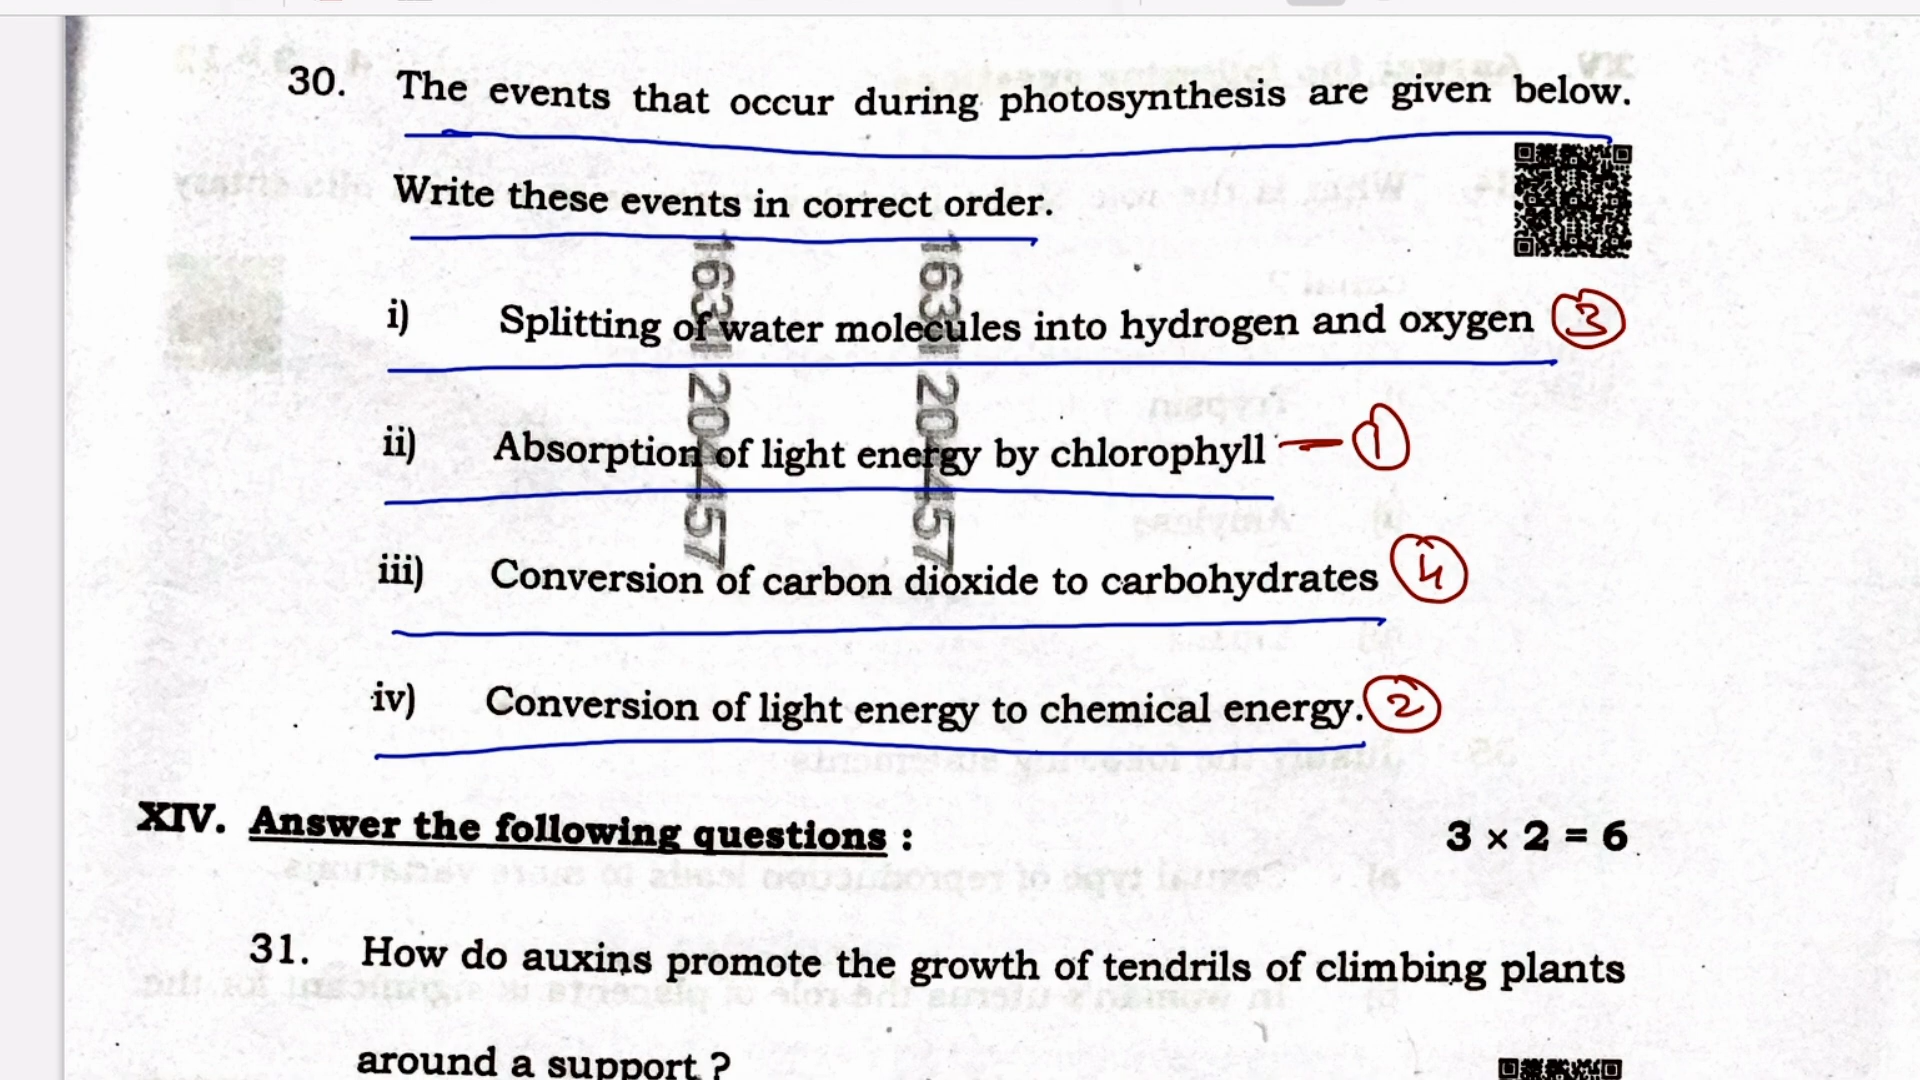 30. The events that occur during photosynthesis are given below.
Write these events in correct order.
i) Splitting of water molecules into hydrogen and oxygen 3
ii) Absorption of light energy by chlorophyll — 1
iii) Conversion of carbon dioxide to carbohydrates 4
iv) Conversion of light energy to chemical energy. 2
XIV. Answer the following questions : 3 × 2 = 6
31. How do auxins promote the growth of tendrils of climbing plants
around a support ?